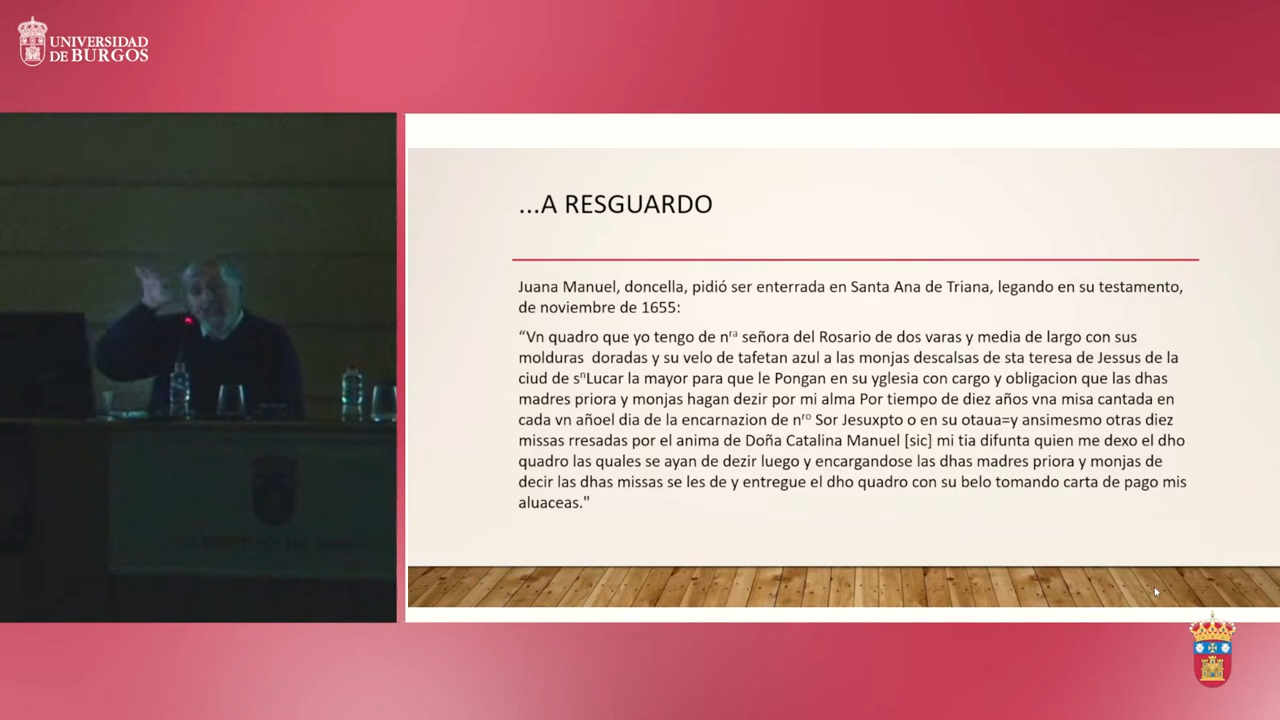 UNIVERSIDAD
DE BURGOS
...A RESGUARDO
Juana Manuel, doncella, pidió ser enterrada en Santa Ana de Triana, legando en su testamento,
de noviembre de 1655:
“Vn quadro que yo tengo de nra señora del Rosario de dos varas y media de largo con sus
molduras doradas y su velo de tafetan azul a las monjas descalsas de sta teresa de Jessus de la
ciud de snLucar la mayor para que le Pongan en su yglesia con cargo y obligacion que las dhas
madres priora y monjas hagan dezir por mi alma Por tiempo de diez años vna misa cantada en
cada vn añoel dia de la encarnazion de nro Sor Jesuxpto o en su otaua=y ansimesmo otras diez
missas rresadas por el anima de Doña Catalina Manuel [sic] mi tia difunta quien me dexo el dho
quadro las quales se ayan de dezir luego y encargandose las dhas madres priora y monjas de
decir las dhas missas se les de y entregue el dho quadro con su belo tomando carta de pago mis
aluaceas."